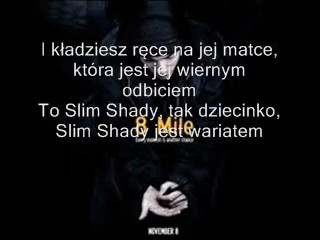 I kładziesz ręce na jej matce,
która jest jej wiernym
odbiciem
To Slim Shady, tak dziecinko,
Slim Shady jest wariatem
8 Mile
NOVEMBER 8